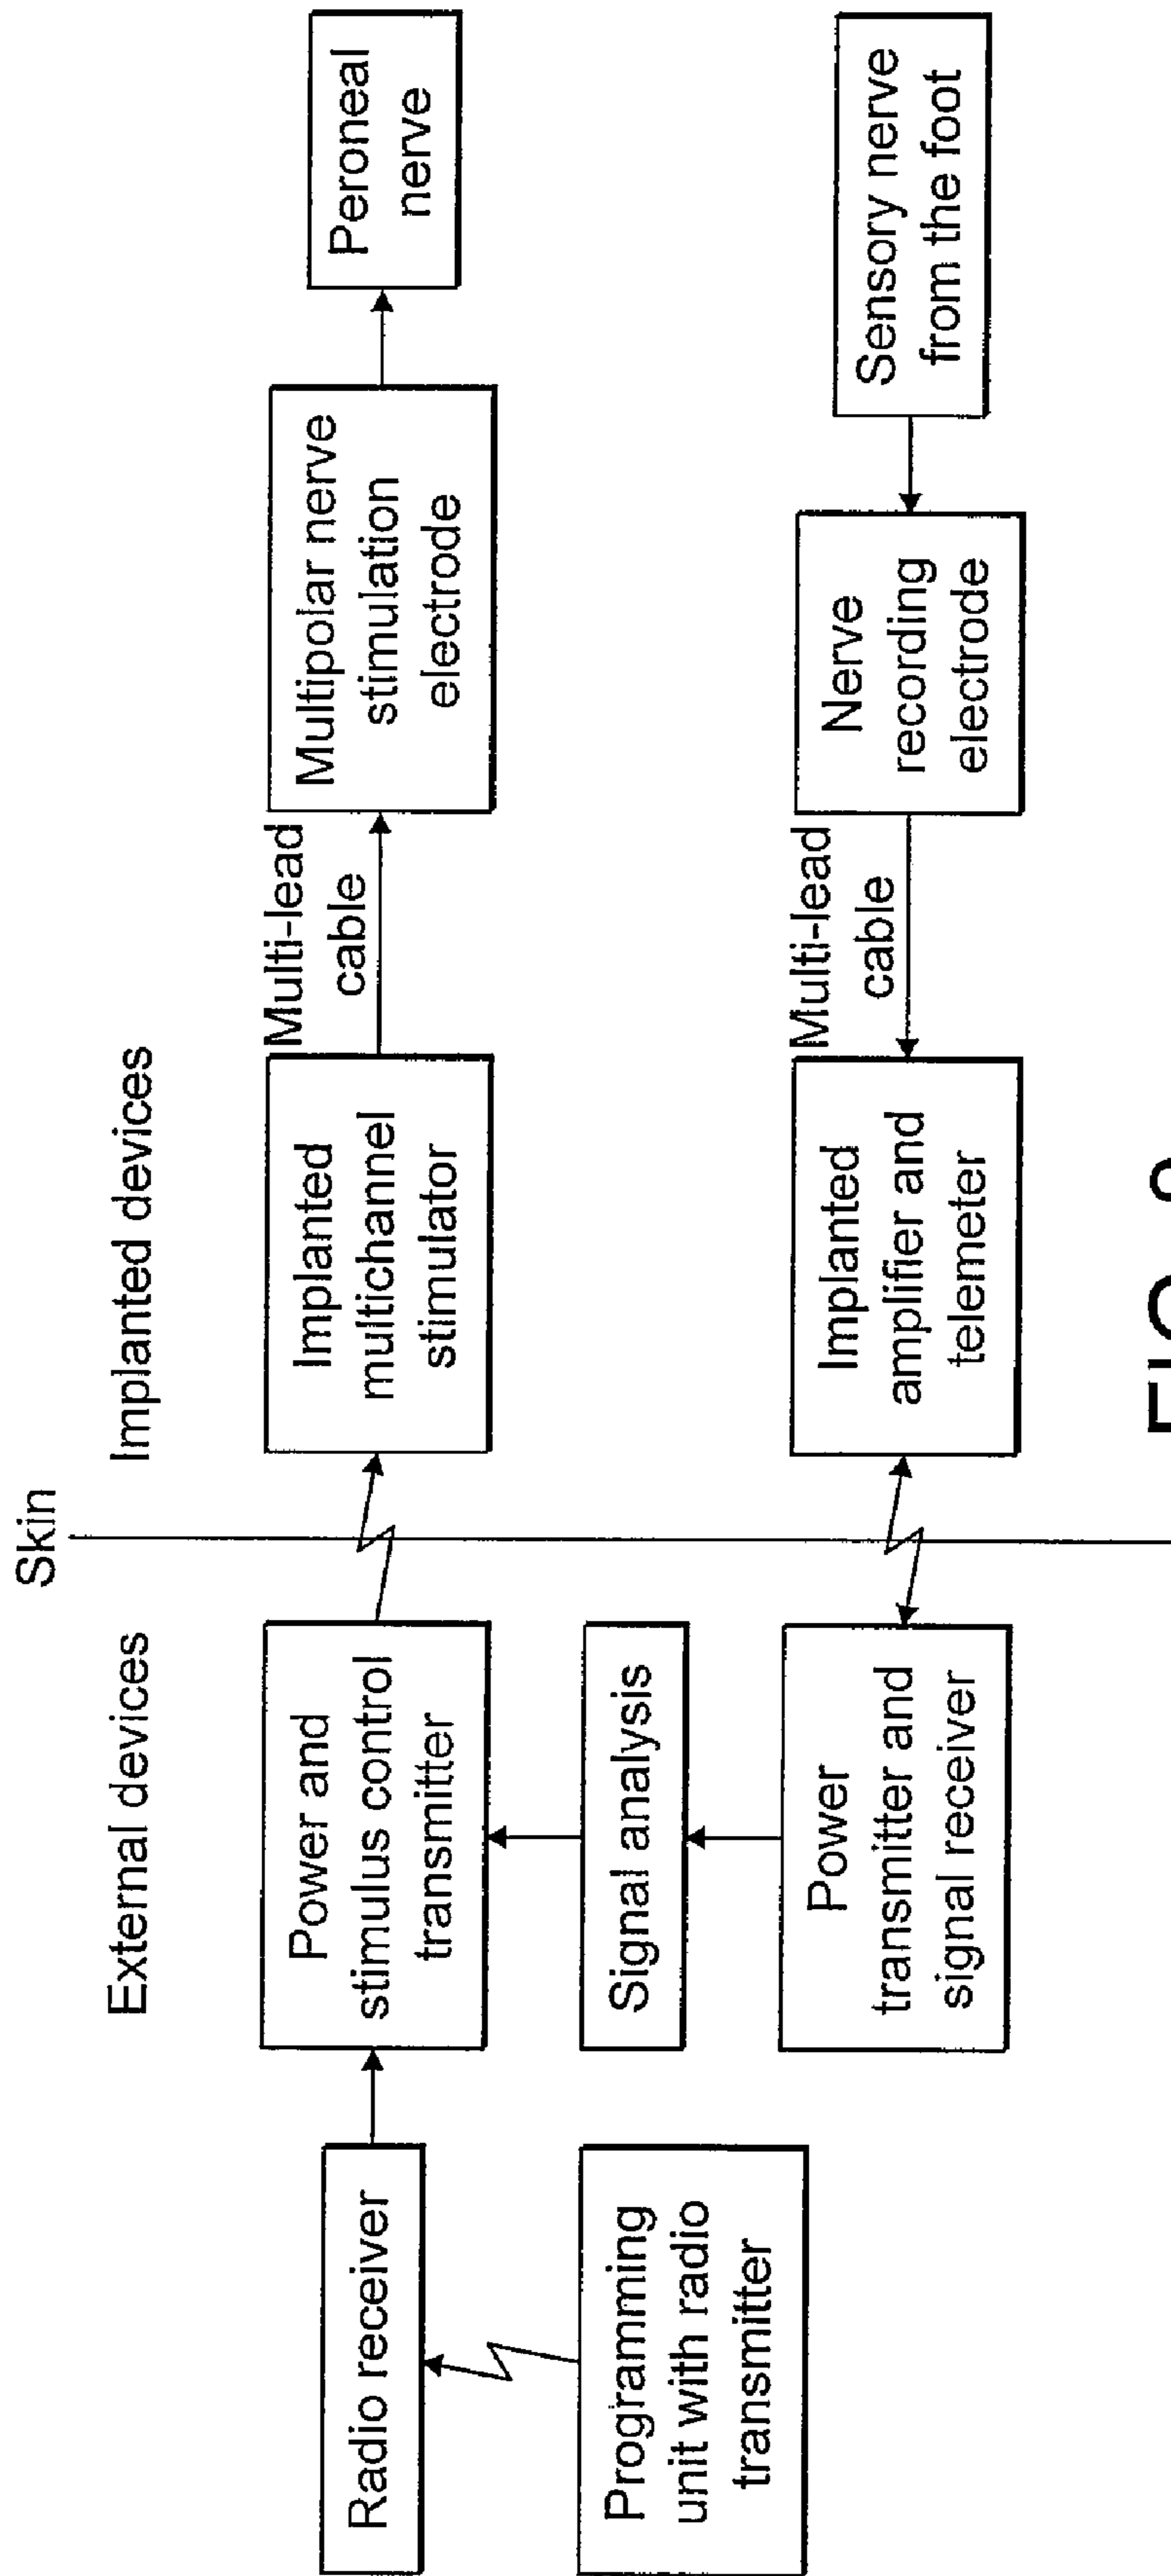 Skin
External devices
Implanted devices
Radio receiver
Power and
stimulus control
transmitter
Implanted
multichannel
stimulator
Multi-lead
cable
Multipolar nerve
stimulation
electrode
Peroneal
nerve
Programming
unit with radio
transmitter
Signal analysis
Power
transmitter and
signal receiver
Implanted
amplifier and
telemeter
Multi-lead
cable
Nerve
recording
electrode
Sensory nerve
from the foot
FIG